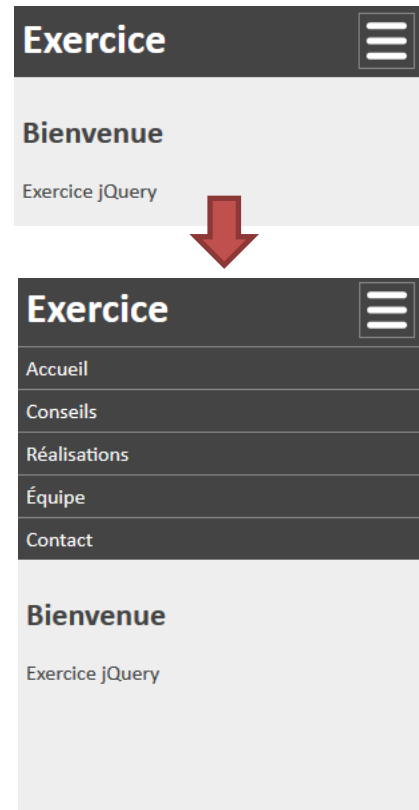 Exercice
Bienvenue
Exercice jQuery
Exercice
Accueil
Conseils
Réalisations
Équipe
Contact
Bienvenue
Exercice jQuery